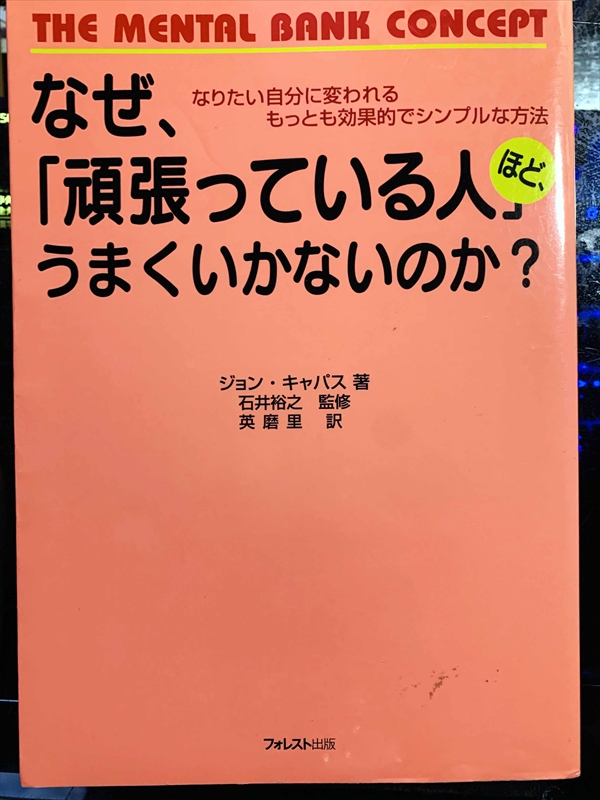 THE MENTAL BANK CONCEPT
なりたい自分に変われる
もっとも効果的でシンプルな方法
なぜ、
「頑張っている人」ほど、
うまくいかないのか?
ジョン・キャパス 著
石井裕之 監修
英磨里 訳
フォレスト出版